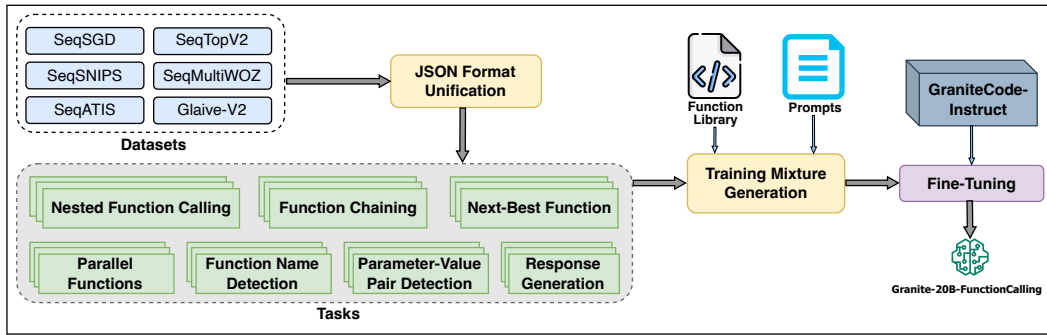 SeqSGD
SeqTopV2
SeqSNIPS
SeqMultiWOZ
SeqATIS
Glaive-V2
Datasets
JSON Format
Unification
Function
Library
Prompts
GraniteCode-
Instruct
Nested Function Calling
Function Chaining
Next-Best Function
Parallel
Functions
Function Name
Detection
Parameter-Value
Pair Detection
Response
Generation
Tasks
Training Mixture
Generation
Fine-Tuning
Granite-20B-FunctionCalling